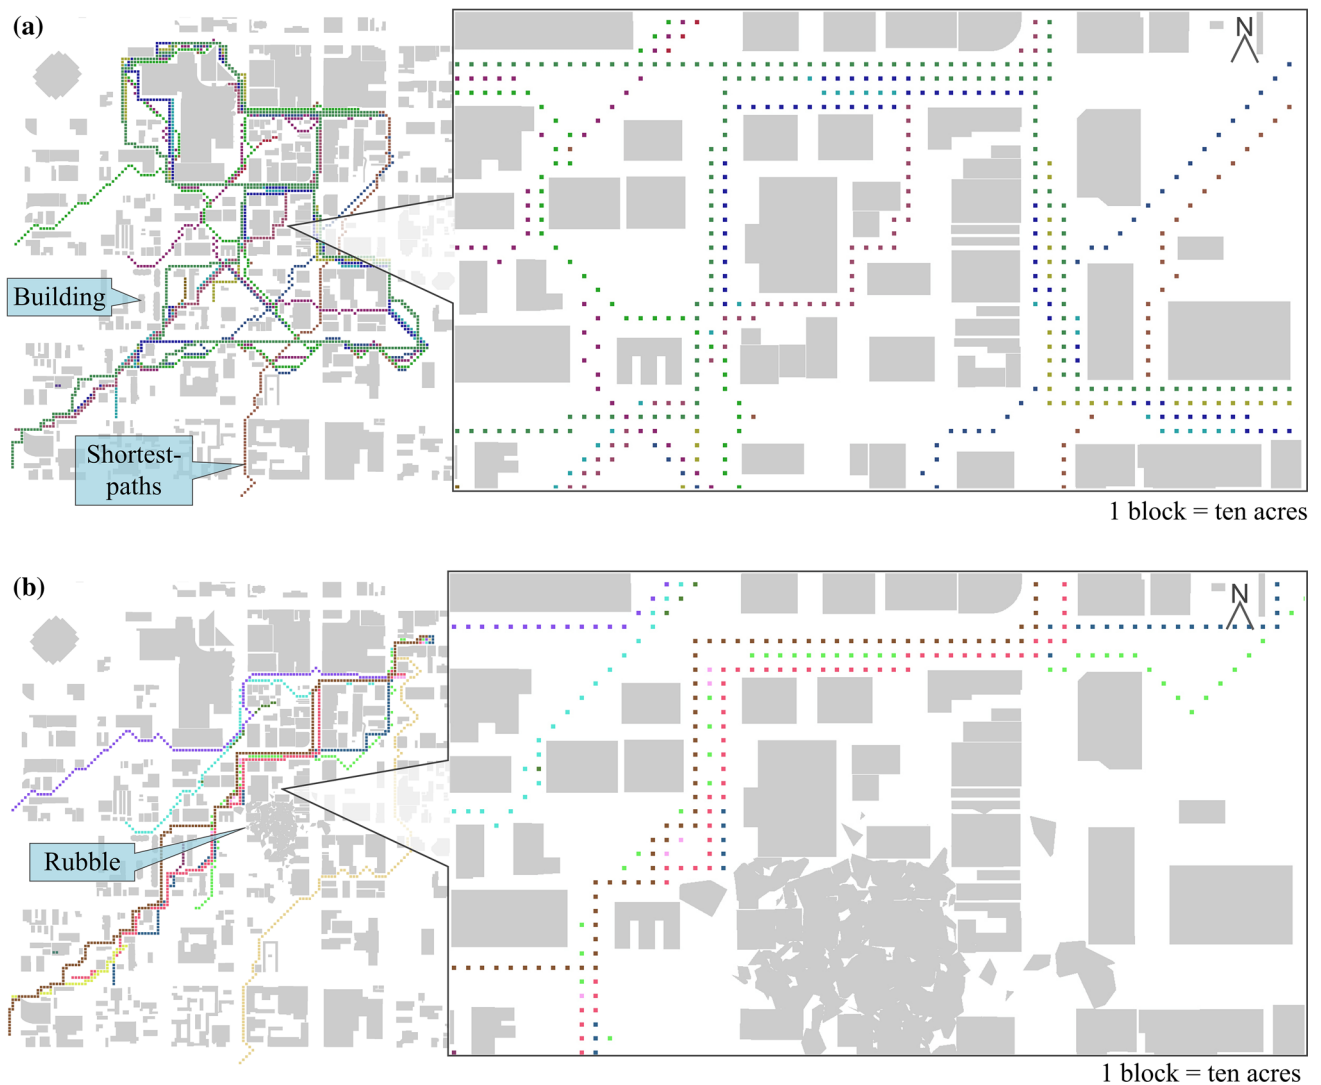 (a)
N
Building
Shortest-
paths
1 block = ten acres
(b)
N
Rubble
1 block = ten acres